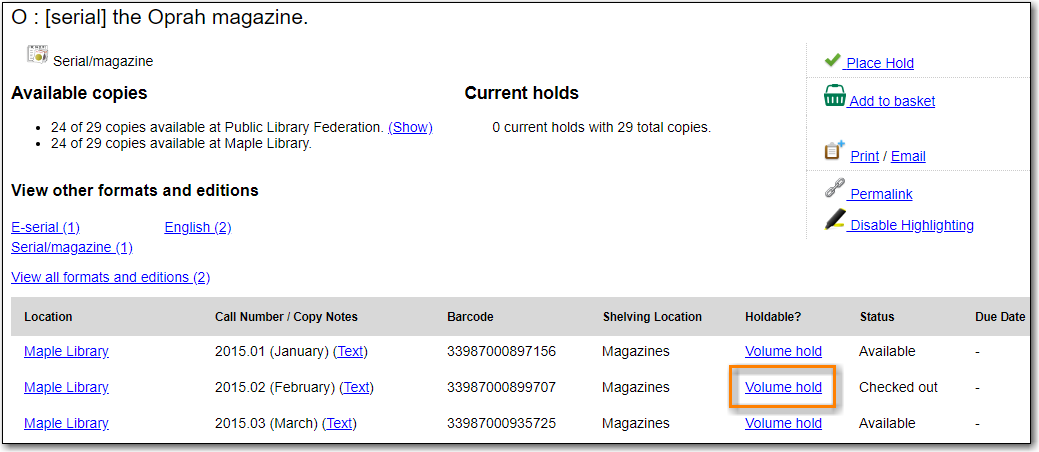 O : [serial] the Oprah magazine.
Serial/magazine
Available copies
24 of 29 copies available at Public Library Federation. (Show)
24 of 29 copies available at Maple Library.
Current holds
0 current holds with 29 total copies.
Place Hold
Add to basket
Print / Email
Permalink
Disable Highlighting
View other formats and editions
E-serial (1) English (2)
Serial/magazine (1)
View all formats and editions (2)
Location Call Number / Copy Notes Barcode Shelving Location Holdable? Status Due Date
Maple Library 2015.01 (January) (Text) 33987000897156 Magazines Volume hold Available -
Maple Library 2015.02 (February) (Text) 33987000899707 Magazines Volume hold Checked out -
Maple Library 2015.03 (March) (Text) 33987000935725 Magazines Volume hold Available -